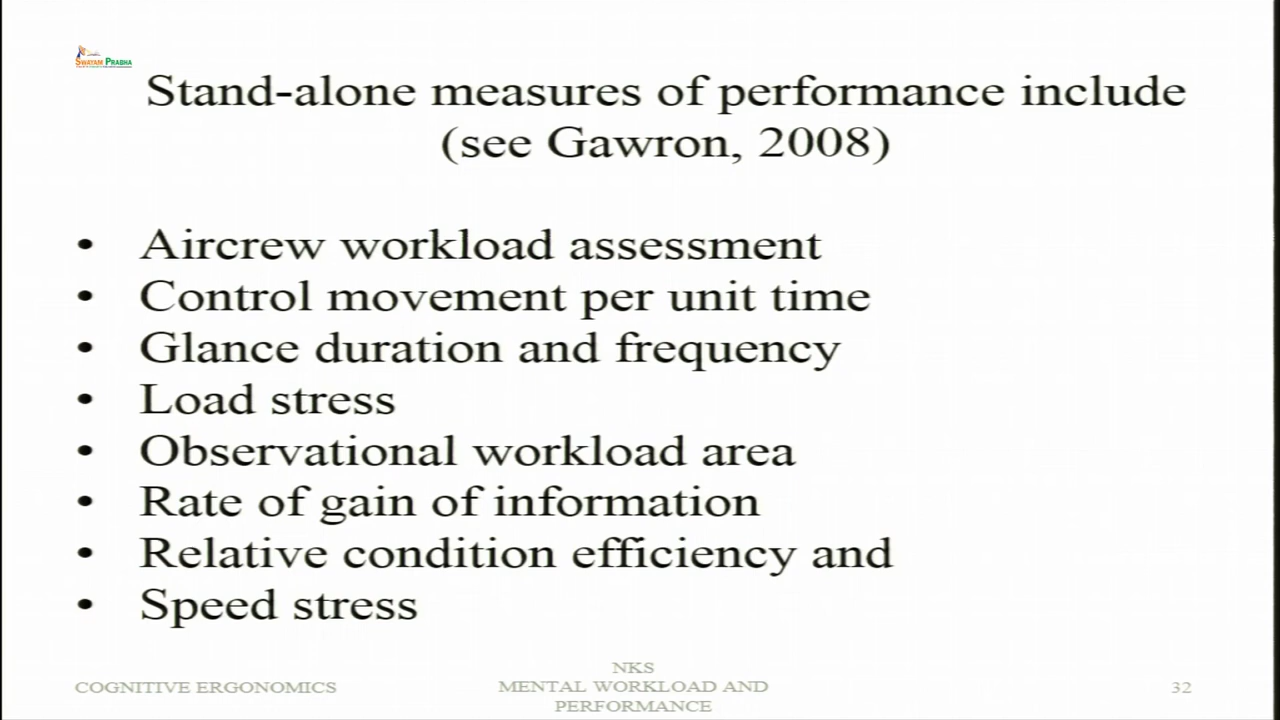 SWAYAM PRABHA
Stand-alone measures of performance include
(see Gawron, 2008)
• Aircrew workload assessment
• Control movement per unit time
• Glance duration and frequency
• Load stress
• Observational workload area
• Rate of gain of information
• Relative condition efficiency and
• Speed stress
COGNITIVE ERGONOMICS
NKS
MENTAL WORKLOAD AND
PERFORMANCE
32